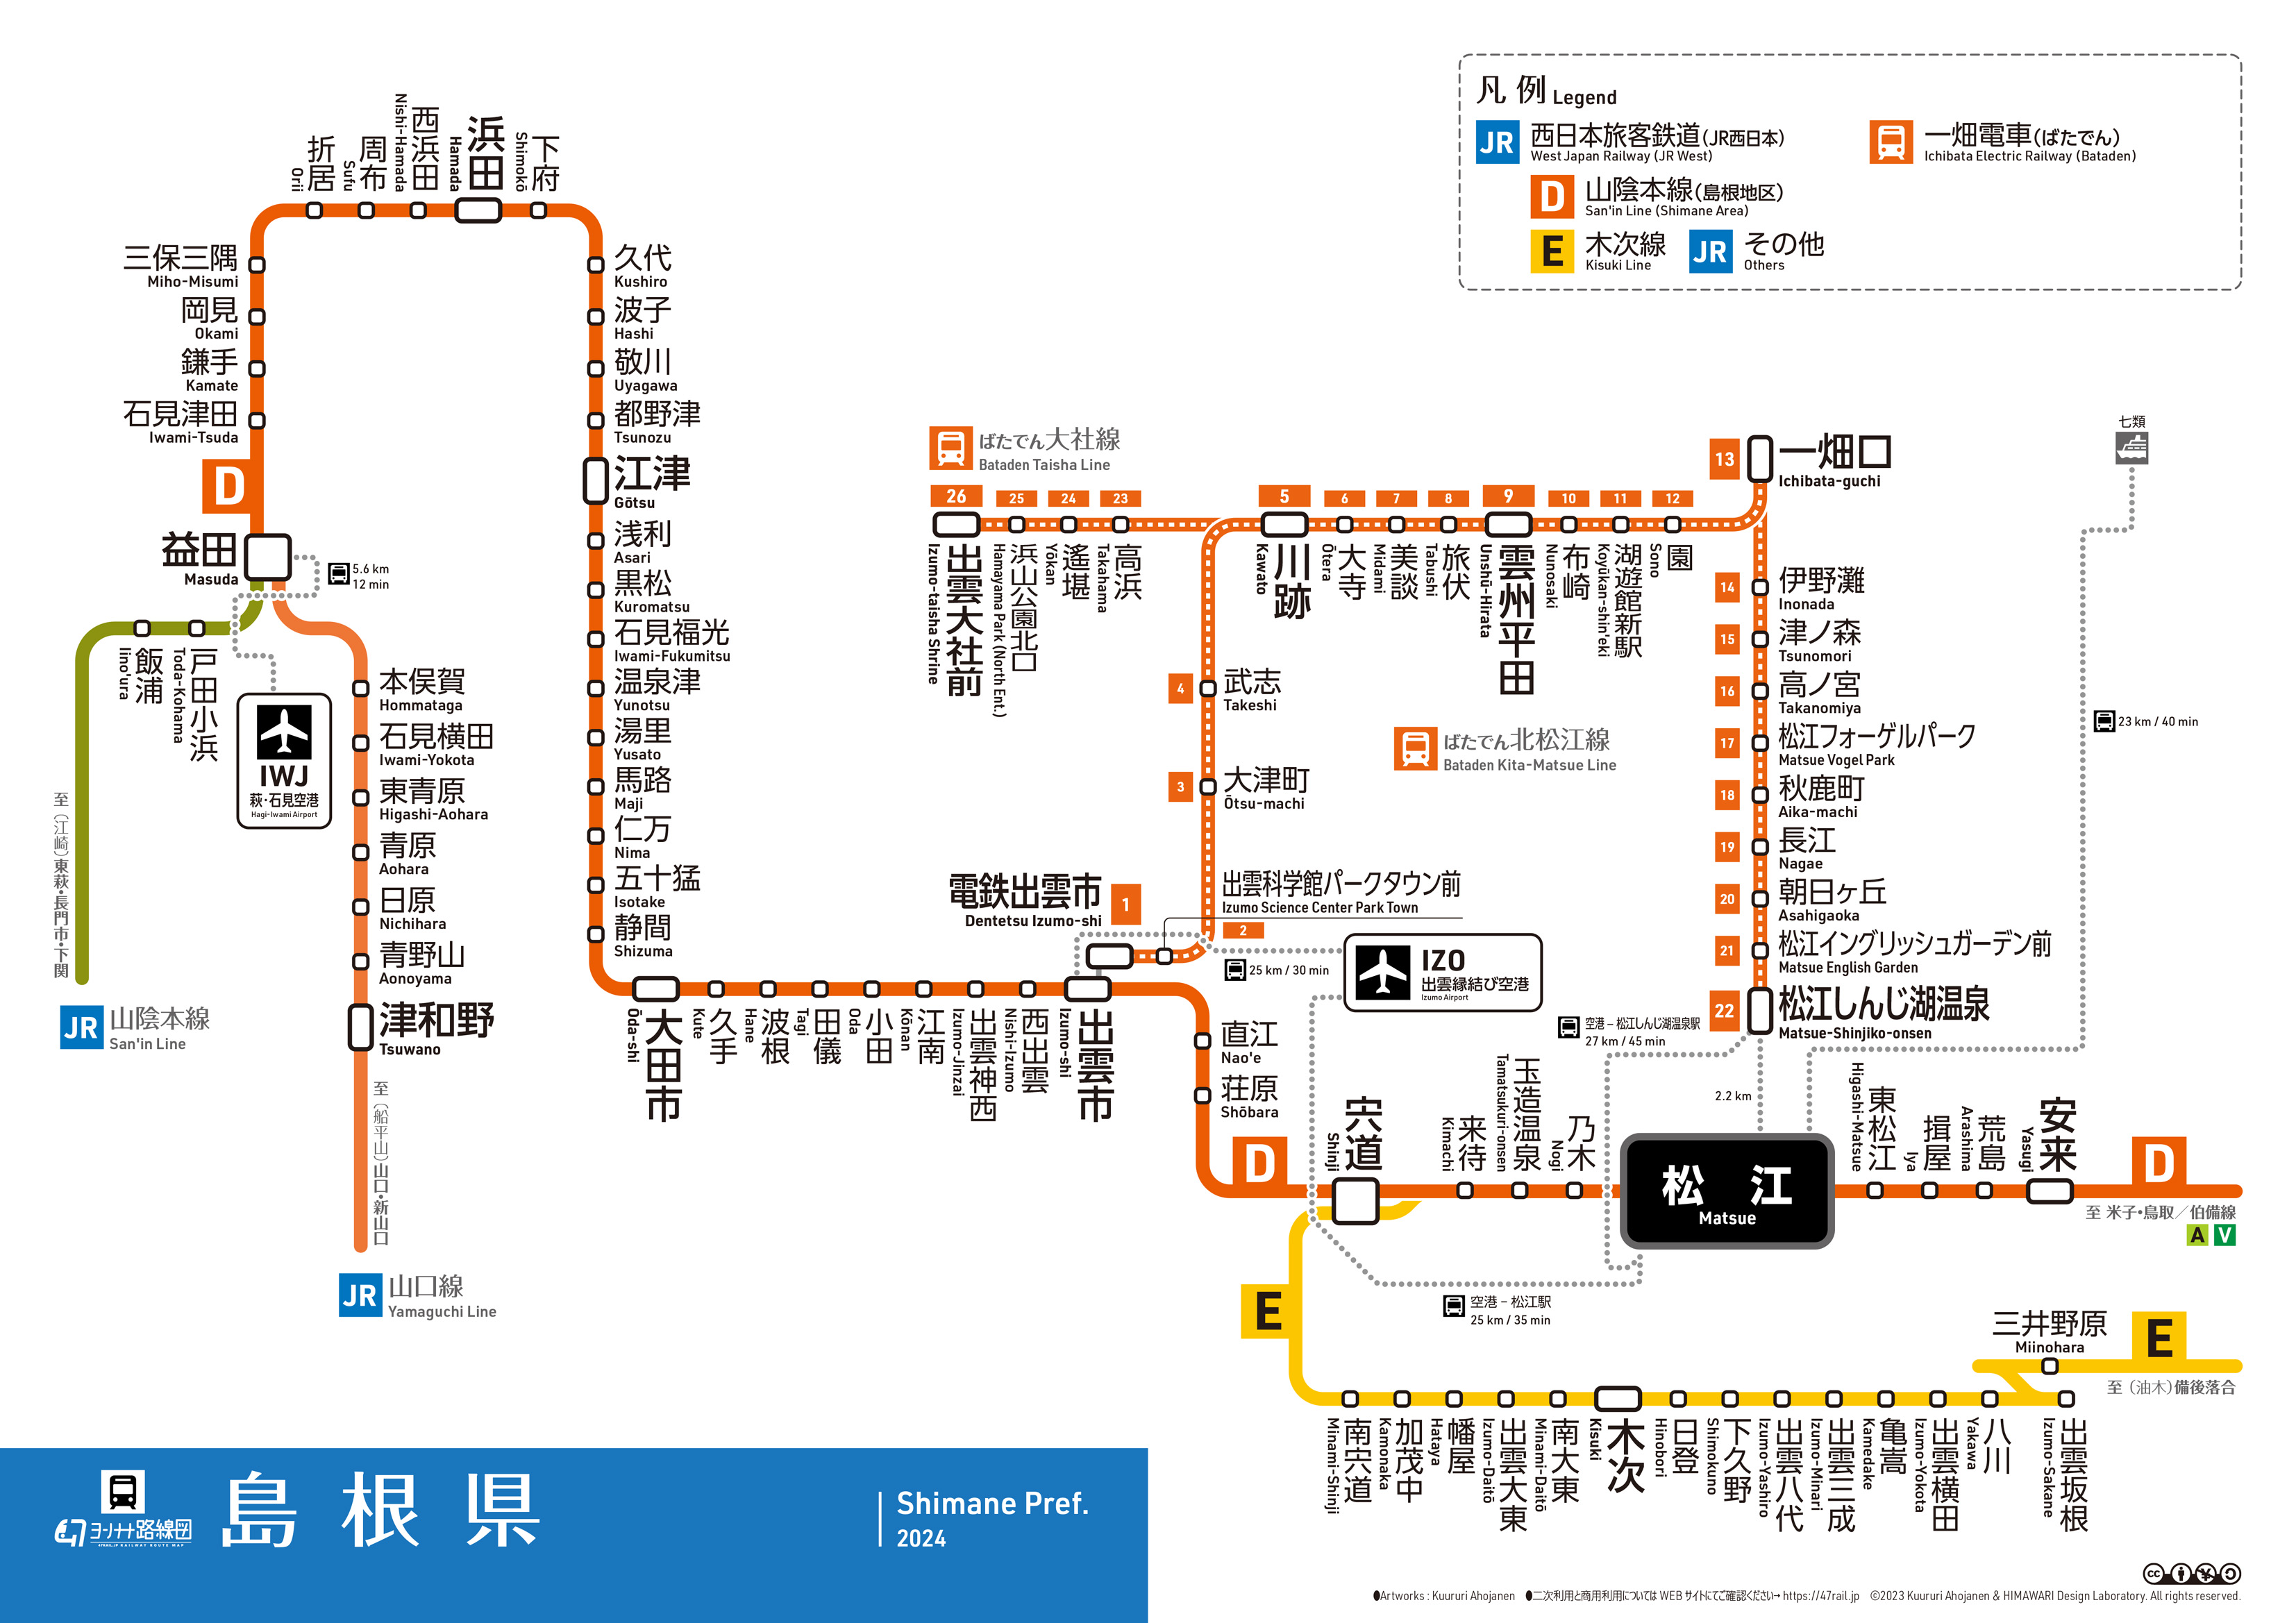 凡例 Legend
JR 西日本旅客鉄道(JR西日本)
West Japan Railway (JR West)
一畑電車(ばたでん)
Ichibata Electric Railway (Bataden)
D 山陰本線(島根地区)
San'in Line (Shimane Area)
E 木次線
Kisuki Line
JR その他
Others
折居
Orii
周布
Sufu
西浜田
Nishi-Hamada
浜田
Hamada
下府
Shimokō
三保三隅
Miho-Misumi
岡見
Okami
鎌手
Kamate
石見津田
Iwami-Tsuda
D
益田
Masuda
5.6 km
12 min
飯浦
Iino'ura
戸田小浜
Toda-Kohama
IWJ
萩・石見空港
Hagi-Iwami Airport
至(江崎)東萩・長門市・下関
JR 山陰本線
San'in Line
本俣賀
Hommataga
石見横田
Iwami-Yokota
東青原
Higashi-Aohara
青原
Aohara
日原
Nichihara
青野山
Aonoyama
津和野
Tsuwano
至(船平山)山口・新山口
JR 山口線
Yamaguchi Line
久代
Kushiro
波子
Hashi
敬川
Uyagawa
都野津
Tsunozu
江津
Gōtsu
浅利
Asari
黒松
Kuromatsu
石見福光
Iwami-Fukumitsu
温泉津
Yunotsu
湯里
Yusato
馬路
Maji
仁万
Nima
五十猛
Isotake
静間
Shizuma
大田市
Ōda-shi
久手
Kute
波根
Hane
田儀
Tagi
小田
Oda
江南
Kōnan
出雲神西
Izumo-Jinzai
西出雲
Nishi-Izumo
出雲市
Izumo-shi
直江
Nao'e
荘原
Shōbara
D
宍道
Shinji
来待
Kimachi
玉造温泉
Tamatsukuri-onsen
乃木
Nogi
松江
Matsue
東松江
Higashi-Matsue
揖屋
Iya
荒島
Arashima
安来
Yasugi
D
至 米子・鳥取/伯備線
A V
ばたでん大社線
Bataden Taisha Line
26
出雲大社前
Izumo-taisha Shrine
25
浜山公園北口
Hamayama Park (North Ent.)
24
遙堪
Yōkan
23
高浜
Takahama
5
川跡
Kawato
6
大寺
Ōtera
7
美談
Midami
8
旅伏
Tabushi
9
雲州平田
Unshū-Hirata
10
布崎
Nunosaki
11
湖遊館新駅
Koyūkan-shin'eki
12
園
Sono
13
一畑口
Ichibata-guchi
4
武志
Takeshi
3
大津町
Ōtsu-machi
出雲科学館パークタウン前
Izumo Science Center Park Town
2
電鉄出雲市
Dentetsu Izumo-shi
1
ばたでん北松江線
Bataden Kita-Matsue Line
14
伊野灘
Inonada
15
津ノ森
Tsunomori
16
高ノ宮
Takanomiya
17
松江フォーゲルパーク
Matsue Vogel Park
18
秋鹿町
Aika-machi
19
長江
Nagae
20
朝日ヶ丘
Asahigaoka
21
松江イングリッシュガーデン前
Matsue English Garden
22
松江しんじ湖温泉
Matsue-Shinjiko-onsen
七類
23 km / 40 min
25 km / 30 min
IZO
出雲縁結び空港
Izumo Airport
空港 – 松江しんじ湖温泉駅
27 km / 45 min
2.2 km
空港 – 松江駅
25 km / 35 min
E
南宍道
Minami-Shinji
加茂中
Kamonaka
幡屋
Hataya
出雲大東
Izumo-Daitō
南大東
Minami-Daitō
木次
Kisuki
日登
Hinobori
下久野
Shimokuno
出雲八代
Izumo-Yashiro
出雲三成
Izumo-Minari
亀嵩
Kamedake
出雲横田
Izumo-Yokota
八川
Yakawa
出雲坂根
Izumo-Sakane
三井野原
Miinohara
E
至(油木)備後落合
47 ヨンナナ路線図
47RAIL.JP RAILWAY ROUTE MAP
島根県
Shimane Pref.
2024
●Artworks : Kuururi Ahojanen ●二次利用と商用利用については WEB サイトにてご確認ください→ https://47rail.jp ©2023 Kuururi Ahojanen & HIMAWARI Design Laboratory. All rights reserved.